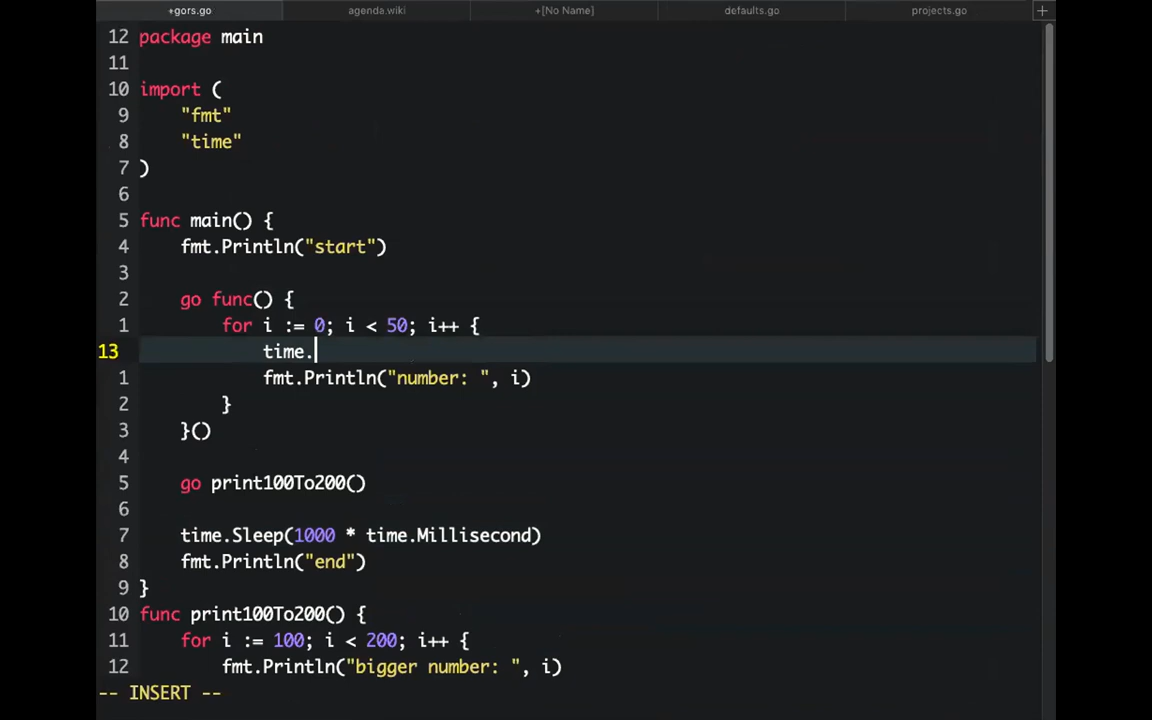 +gors.go agenda.wiki +[No Name] defaults.go projects.go +
12 package main
11
10 import (
9 "fmt"
8 "time"
7 )
6
5 func main() {
4 fmt.Println("start")
3
2 go func() {
1 for i := 0; i < 50; i++ {
13 time.
1 fmt.Println("number: ", i)
2 }
3 }()
4
5 go print100To200()
6
7 time.Sleep(1000 * time.Millisecond)
8 fmt.Println("end")
9 }
10 func print100To200() {
11 for i := 100; i < 200; i++ {
12 fmt.Println("bigger number: ", i)
-- INSERT --